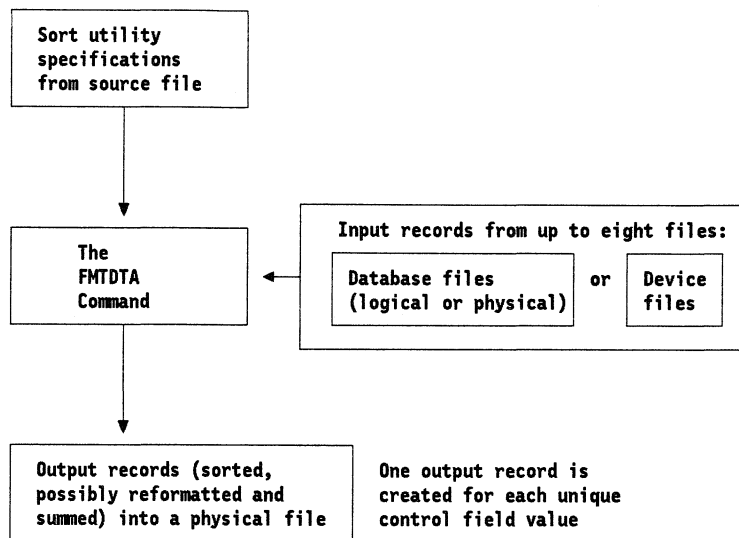 Sort utility
specifications
from source file
The
FMTDTA
Command
Input records from up to eight files:
Database files
(logical or physical)
or
Device
files
Output records (sorted,
possibly reformatted and
summed) into a physical file
One output record is
created for each unique
control field value